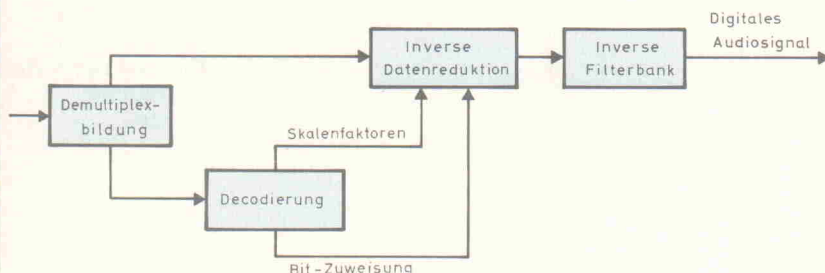 Digitales
Audiosignal
Inverse
Datenreduktion
Inverse
Filterbank
Demultiplex-
bildung
Skalenfaktoren
Decodierung
Bit-Zuweisung